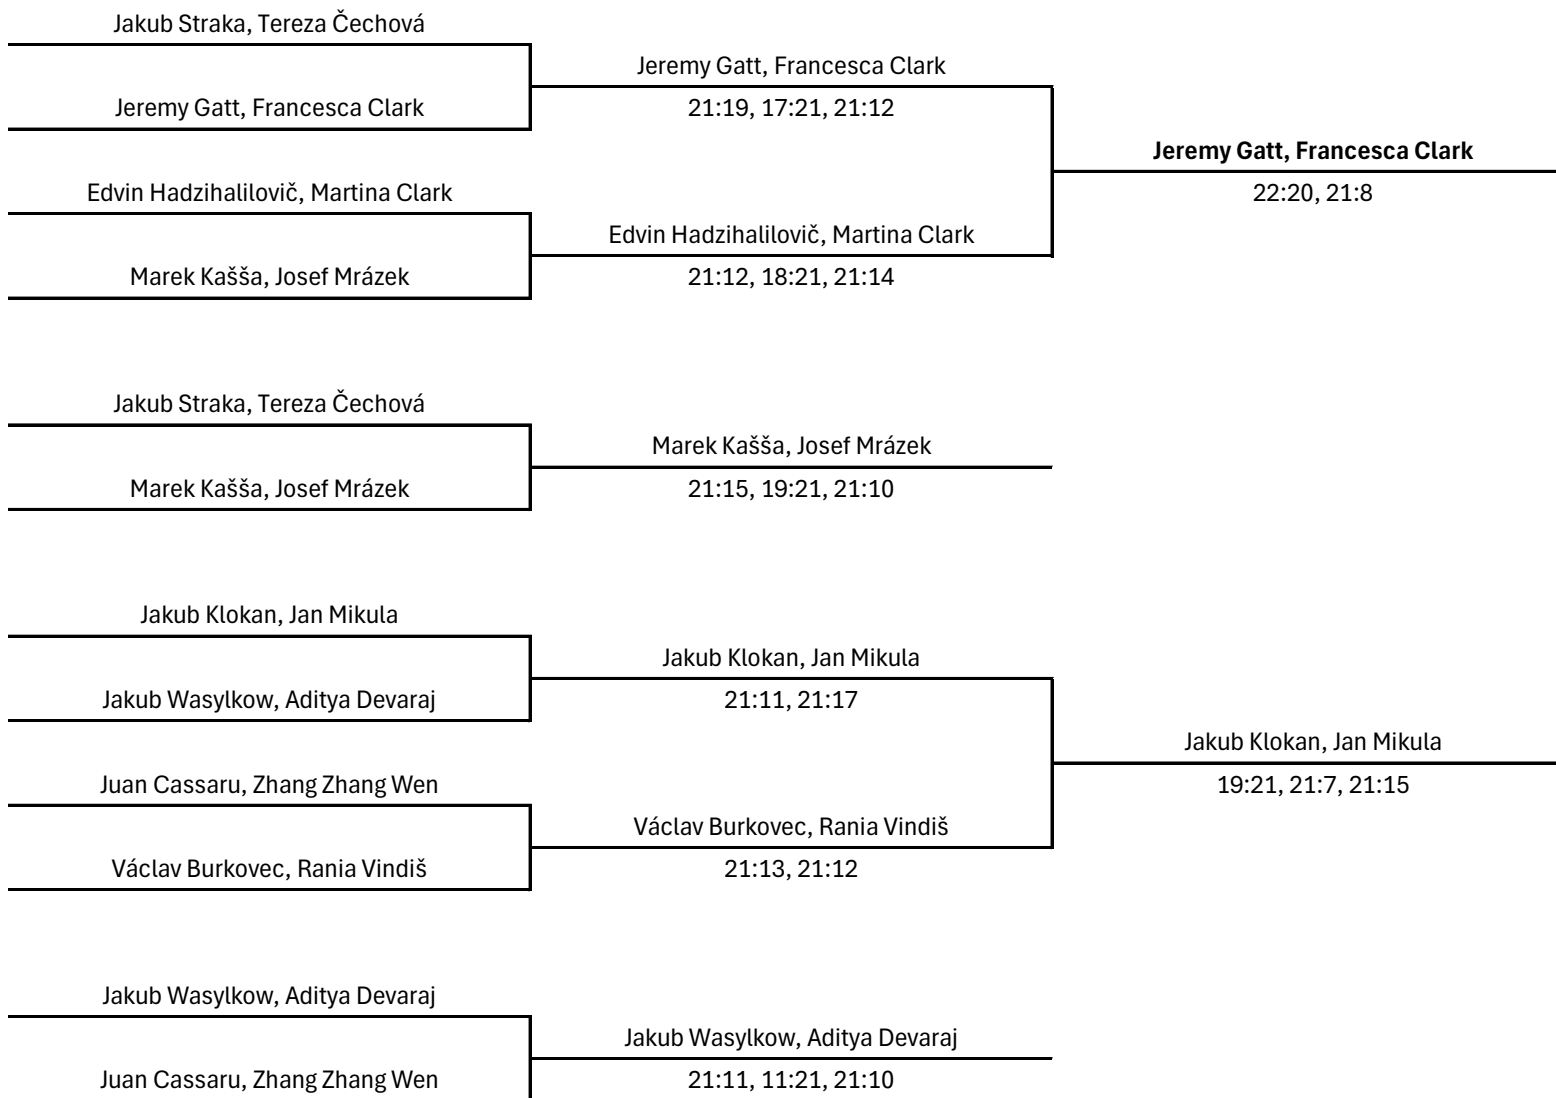 Jakub Straka, Tereza Čechová
Jeremy Gatt, Francesca Clark
Jeremy Gatt, Francesca Clark
21:19, 17:21, 21:12
Jeremy Gatt, Francesca Clark
22:20, 21:8
Edvin Hadzihalilovič, Martina Clark
Edvin Hadzihalilovič, Martina Clark
Marek Kašša, Josef Mrázek
21:12, 18:21, 21:14
Jakub Straka, Tereza Čechová
Marek Kašša, Josef Mrázek
Marek Kašša, Josef Mrázek
21:15, 19:21, 21:10
Jakub Klokan, Jan Mikula
Jakub Klokan, Jan Mikula
Jakub Wasylkow, Aditya Devaraj
21:11, 21:17
Jakub Klokan, Jan Mikula
19:21, 21:7, 21:15
Juan Cassaru, Zhang Zhang Wen
Václav Burkovec, Rania Vindiš
Václav Burkovec, Rania Vindiš
21:13, 21:12
Jakub Wasylkow, Aditya Devaraj
Jakub Wasylkow, Aditya Devaraj
Juan Cassaru, Zhang Zhang Wen
21:11, 11:21, 21:10